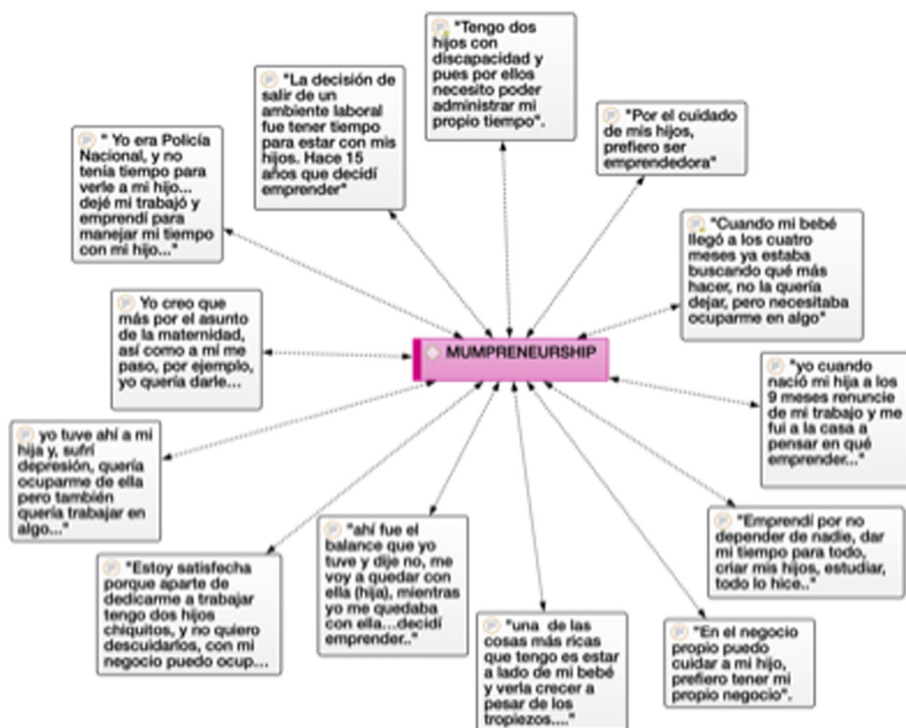 "Tengo dos
hijos con
discapacidad y
pues por ellos
necesito poder
administrar mi
propio tiempo".
"La decisión de
salir de un
ambiente laboral
fue tener tiempo
para estar con mis
hijos. Hace 15
años que decidí
emprender"
"Por el cuidado
de mis hijos,
prefiero ser
emprendedora"
" Yo era Policía
Nacional, y no
tenía tiempo para
verle a mi hijo...
dejé mi trabajó y
emprendí para
manejar mi tiempo
con mi hijo..."
"Cuando mi bebé
llegó a los cuatro
meses ya estaba
buscando qué más
hacer, no la quería
dejar, pero necesitaba
ocuparme en algo"
Yo creo que
más por el asunto
de la maternidad,
así como a mí me
paso, por ejemplo,
yo quería darle...
MUMPRENEURSHIP
"yo cuando
nació mi hija a los
9 meses renuncie
de mi trabajo y me
fui a la casa a
pensar en qué
emprender..."
yo tuve ahí a mi
hija y, sufrí
depresión, quería
ocuparme de ella
pero también
quería trabajar en
algo..."
"Emprendí por no
depender de nadie, dar
mi tiempo para todo,
criar mis hijos, estudiar,
todo lo hice.."
"Estoy satisfecha
porque aparte de
dedicarme a trabajar
tengo dos hijos
chiquitos, y no quiero
descuidarlos, con mi
negocio puedo ocup...
"ahí fue el
balance que yo
tuve y dije no, me
voy a quedar con
ella (hija), mientras
yo me quedaba
con ella...decidí
emprender.."
"una de las
cosas más ricas
que tengo es estar
a lado de mi bebé
y verla crecer a
pesar de los
tropiezos...."
"En el negocio
propio puedo
cuidar a mi hijo,
prefiero tener mi
propio negocio".